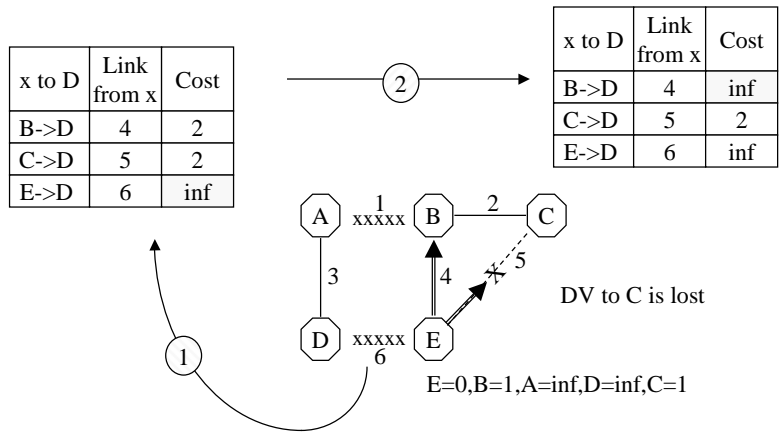 x to D Link from x Cost
B->D 4 2
C->D 5 2
E->D 6 inf
2
x to D Link from x Cost
B->D 4 inf
C->D 5 2
E->D 6 inf
A 1 xxxxx B 2 C
3
4
X 5
DV to C is lost
D xxxxx 6 E
1
E=0,B=1,A=inf,D=inf,C=1